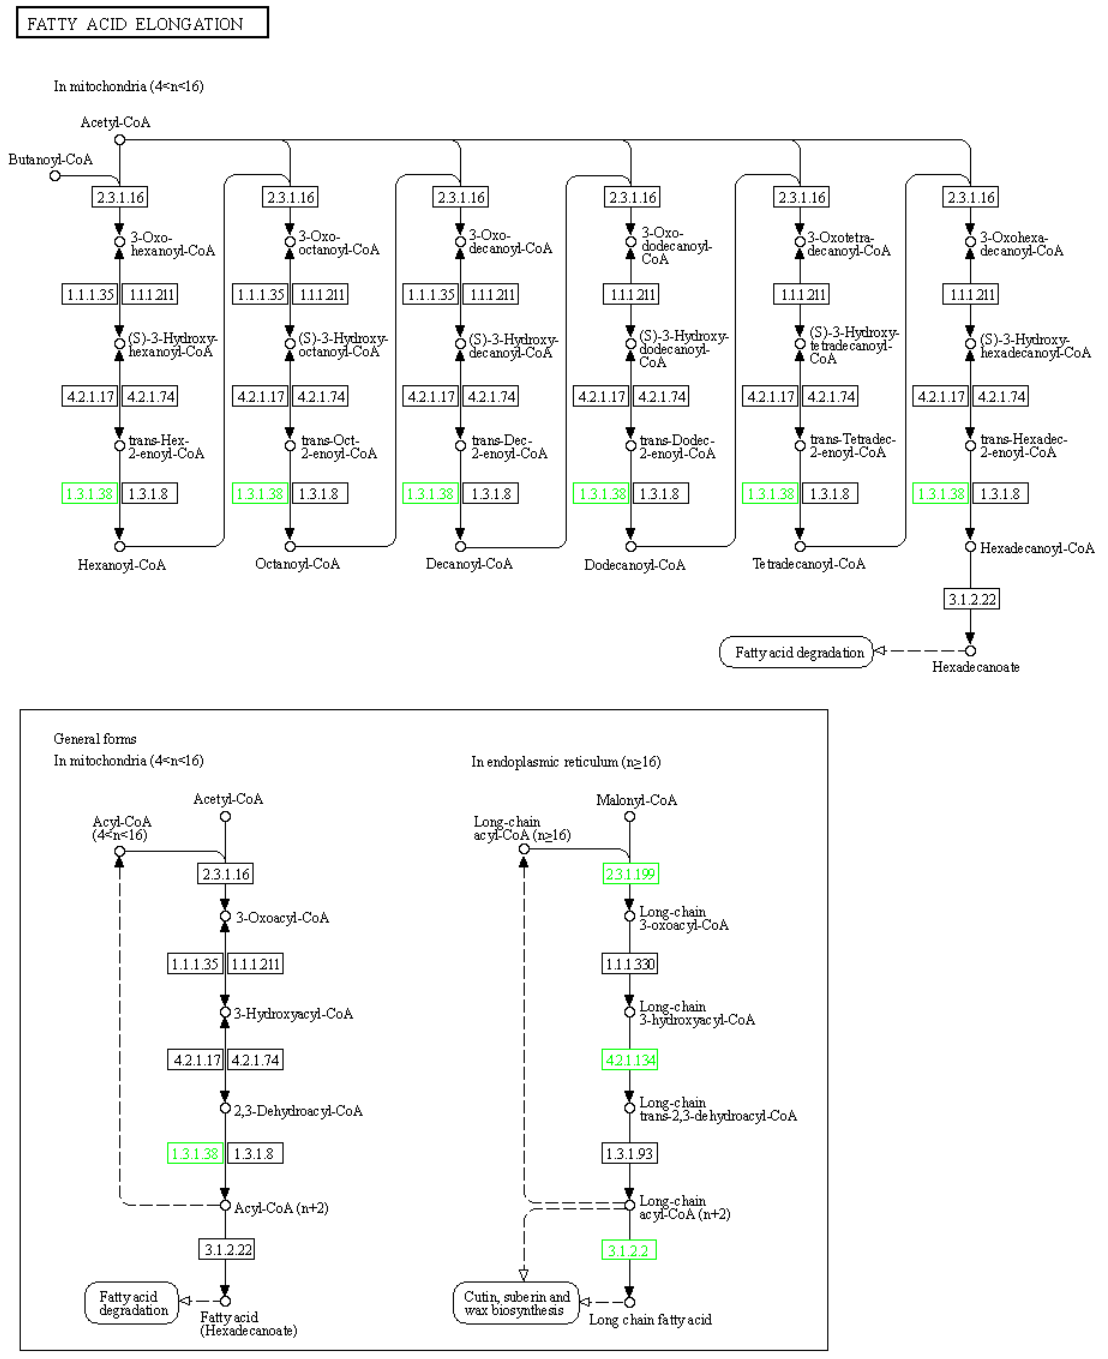 FATTY ACID ELONGATION
In mitochondria (4<n<16)
Acetyl-CoA
Butanoyl-CoA
2.3.1.16 2.3.1.16 2.3.1.16 2.3.1.16 2.3.1.16 2.3.1.16
3-Oxo-
hexanoyl-CoA
3-Oxo-
octanoyl-CoA
3-Oxo-
decanoyl-CoA
3-Oxo-
dodecanoyl-
CoA
3-Oxotetra-
decanoyl-CoA
3-Oxohexa-
decanoyl-CoA
1.1.1.35 1.1.1.211 1.1.1.35 1.1.1.211 1.1.1.35 1.1.1.211 1.1.1.211 1.1.1.211 1.1.1.211
(S)-3-Hydroxy-
hexanoyl-CoA
(S)-3-Hydroxy-
octanoyl-CoA
(S)-3-Hydroxy-
decanoyl-CoA
(S)-3-Hydroxy-
dodecanoyl-
CoA
(S)-3-Hydroxy-
tetradecanoyl-
CoA
(S)-3-Hydroxy-
hexadecanoyl-CoA
4.2.1.17 4.2.1.74 4.2.1.17 4.2.1.74 4.2.1.17 4.2.1.74 4.2.1.17 4.2.1.74 4.2.1.17 4.2.1.74 4.2.1.17 4.2.1.74
trans-Hex-
2-enoyl-CoA
trans-Oct-
2-enoyl-CoA
trans-Dec-
2-enoyl-CoA
trans-Dodec-
2-enoyl-CoA
trans-Tetradec-
2-enoyl-CoA
trans-Hexadec-
2-enoyl-CoA
1.3.1.38 1.3.1.8 1.3.1.38 1.3.1.8 1.3.1.38 1.3.1.8 1.3.1.38 1.3.1.8 1.3.1.38 1.3.1.8 1.3.1.38 1.3.1.8
Hexanoyl-CoA
Octanoyl-CoA
Decanoyl-CoA
Dodecanoyl-CoA
Tetradecanoyl-CoA
Hexadecanoyl-CoA
3.1.2.22
Fatty acid degradation
Hexadecanoate
General forms
In mitochondria (4<n<16)
Acetyl-CoA
Acyl-CoA
(4<n<16)
2.3.1.16
3-Oxoacyl-CoA
1.1.1.35 1.1.1.211
3-Hydroxyacyl-CoA
4.2.1.17 4.2.1.74
2,3-Dehydroacyl-CoA
1.3.1.38 1.3.1.8
Acyl-CoA (n+2)
3.1.2.22
Fatty acid
degradation
Fatty acid
(Hexadecanoate)
In endoplasmic reticulum (n≥16)
Malonyl-CoA
Long-chain
acyl-CoA (n≥16)
2.3.1.199
Long-chain
3-oxoacyl-CoA
1.1.1.330
Long-chain
3-hydroxyacyl-CoA
4.2.1.134
Long-chain
trans-2,3-dehydroacyl-CoA
1.3.1.93
Long-chain
acyl-CoA (n+2)
3.1.2.2
Cutin, suberin and
wax biosynthesis
Long chain fatty acid